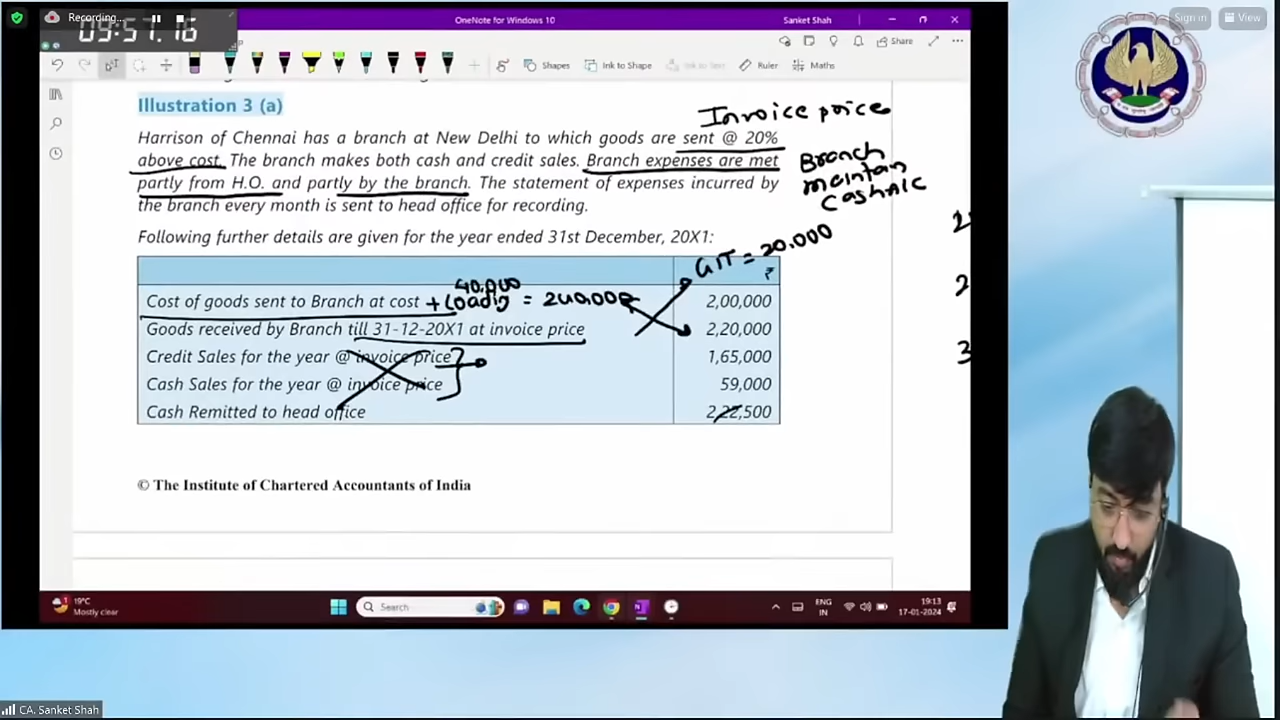 Recording...
09:57.16
OneNote for Windows 10
Sanket Shah
Sign in
View
Share
Shapes
Ink to Shape
Ink to Text
Ruler
Maths
Illustration 3 (a)
Invoice price
Harrison of Chennai has a branch at New Delhi to which goods are sent @ 20%
above cost. The branch makes both cash and credit sales. Branch expenses are met
partly from H.O. and partly by the branch. The statement of expenses incurred by
the branch every month is sent to head office for recording.
Branch
maintain
cash A/c
Following further details are given for the year ended 31st December, 20X1:
GIT = 20.000
₹
40,000
Cost of goods sent to Branch at cost + Loading = 240,000 2,00,000
Goods received by Branch till 31-12-20X1 at invoice price 2,20,000
Credit Sales for the year @ invoice price 1,65,000
Cash Sales for the year @ invoice price 59,000
Cash Remitted to head office 2,22,500
© The Institute of Chartered Accountants of India
19°C
Mostly clear
Search
ENG
IN
19:13
17-01-2024
CA. Sanket Shah